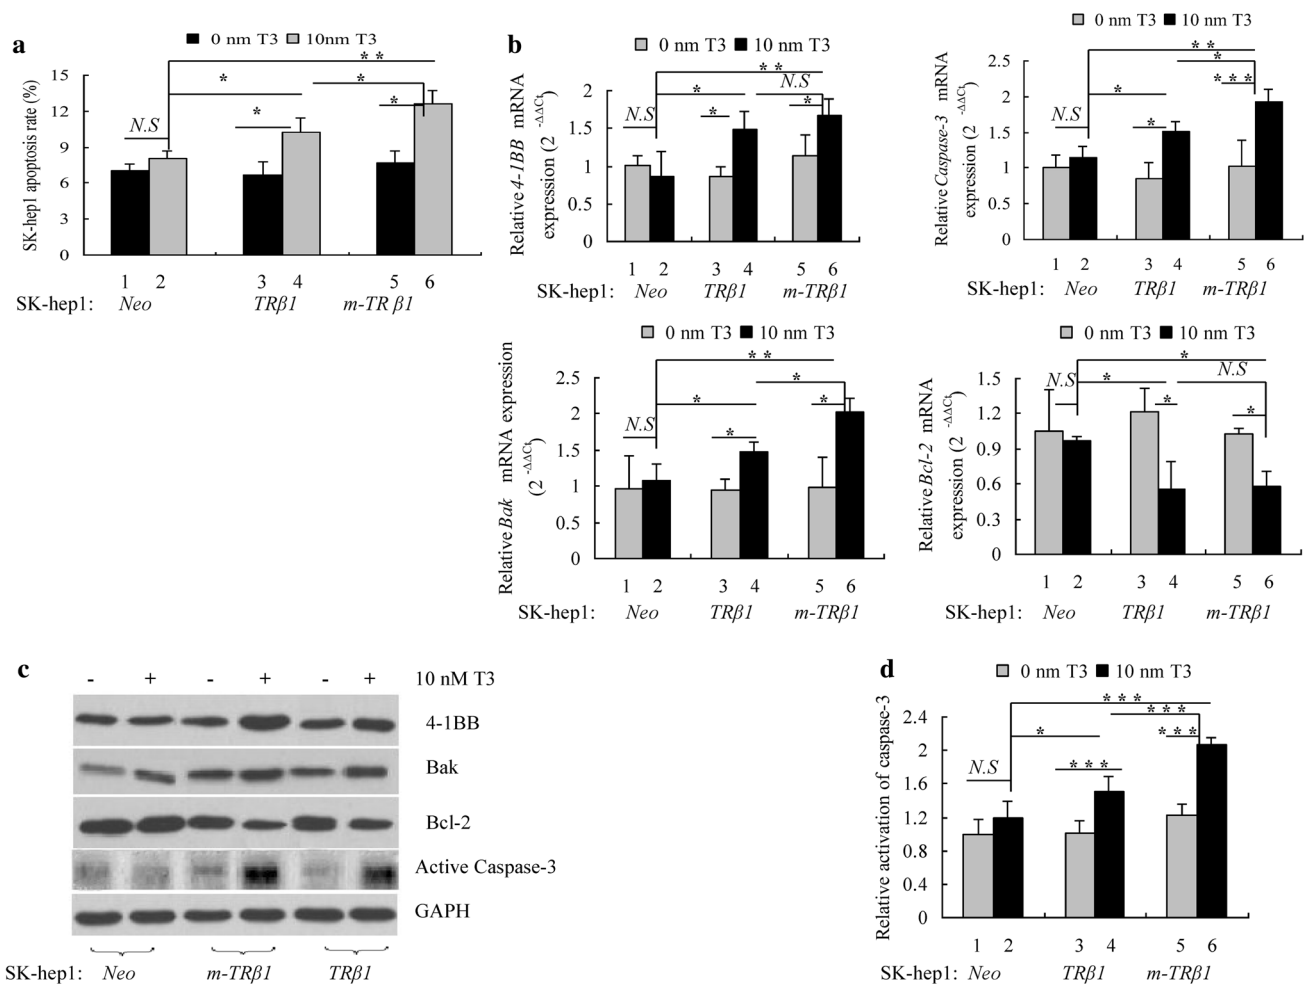 a
0 nm T3 10nm T3
SK-hep1 apoptosis rate (%)
15
12
9
6
3
0
N.S
*
*
* *
*
*
1 2 3 4 5 6
SK-hep1: Neo TRβ1 m-TR β1
b
0 nm T3 10 nm T3
Relative 4-1BB mRNA
expression (2 -ΔΔCt)
2
1.5
1
0.5
0
N.S
*
*
* *
N.S
*
1 2 3 4 5 6
SK-hep1: Neo TRβ1 m-TRβ1
0 nm T3 10 nm T3
Relative Caspase-3 mRNA
expression (2 -ΔΔCt)
2.5
2
1.5
1
0.5
0
N.S
*
*
* *
*
* * *
1 2 3 4 5 6
SK-hep1: Neo TRβ1 m-TRβ1
0 nm T3 10 nm T3
Relative Bak mRNA expression
(2 -ΔΔCt)
2.5
2
1.5
1
0.5
0
N.S
*
*
* *
*
*
1 2 3 4 5 6
SK-hep1: Neo TRβ1 m-TRβ1
0 nm T3 10 nm T3
Relative Bcl-2 mRNA
expression (2 -ΔΔCt)
1.5
1.2
0.9
0.6
0.3
0
N.S
*
*
*
N.S
*
1 2 3 4 5 6
SK-hep1: Neo TRβ1 m-TRβ1
c
- + - + - + 10 nM T3
4-1BB
Bak
Bcl-2
Active Caspase-3
GAPH
SK-hep1: Neo m-TRβ1 TRβ1
d
0 nm T3 10 nm T3
Relative activation of caspase-3
2.4
2
1.6
1.2
0.8
0.4
0
N.S
*
* * *
* * *
* * *
* * *
1 2 3 4 5 6
SK-hep1: Neo TRβ1 m-TRβ1